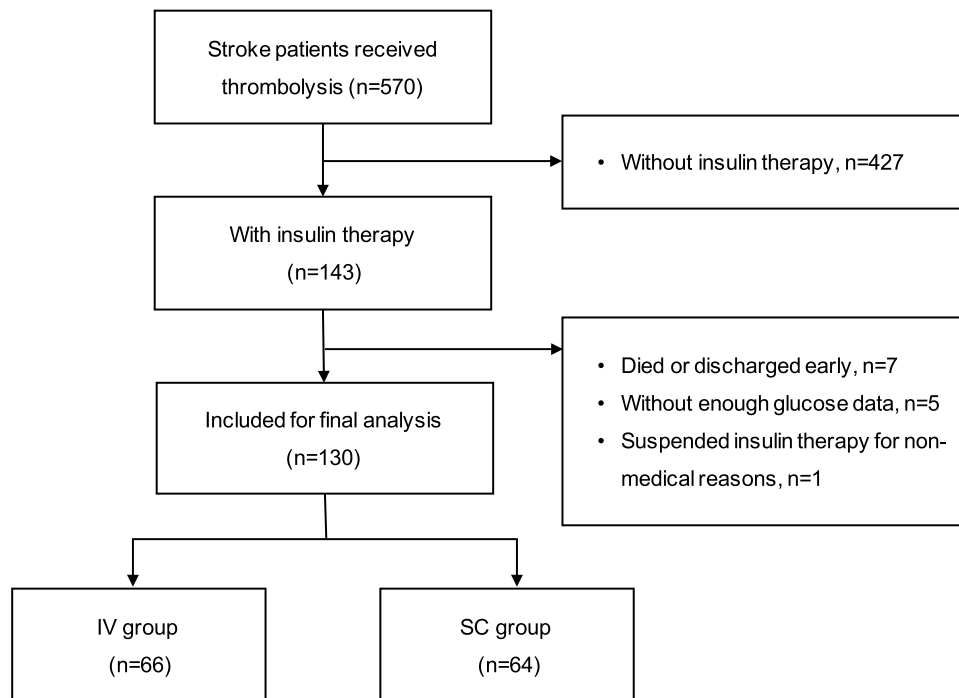 Stroke patients received
thrombolysis (n=570)
• Without insulin therapy, n=427
With insulin therapy
(n=143)
• Died or discharged early, n=7
• Without enough glucose data, n=5
• Suspended insulin therapy for non-
medical reasons, n=1
Included for final analysis
(n=130)
IV group
(n=66)
SC group
(n=64)